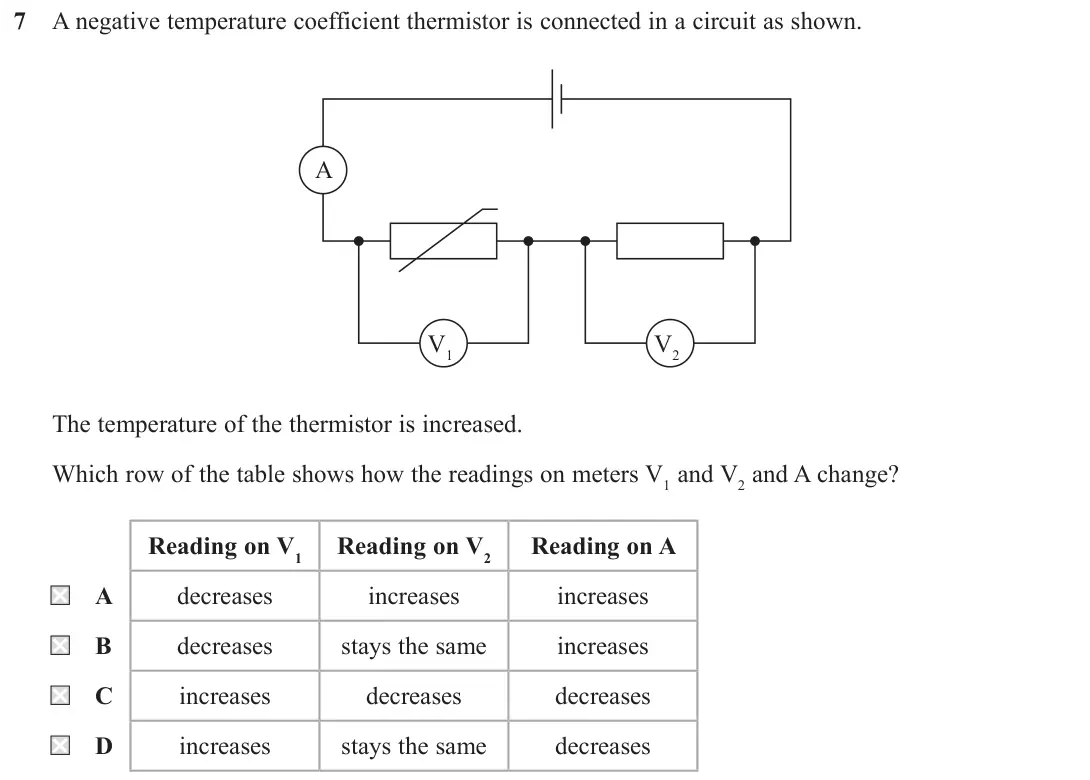 7 A negative temperature coefficient thermistor is connected in a circuit as shown.
A
V1
V2
The temperature of the thermistor is increased.
Which row of the table shows how the readings on meters V1 and V2 and A change?
Reading on V1 Reading on V2 Reading on A
A decreases increases increases
B decreases stays the same increases
C increases decreases decreases
D increases stays the same decreases